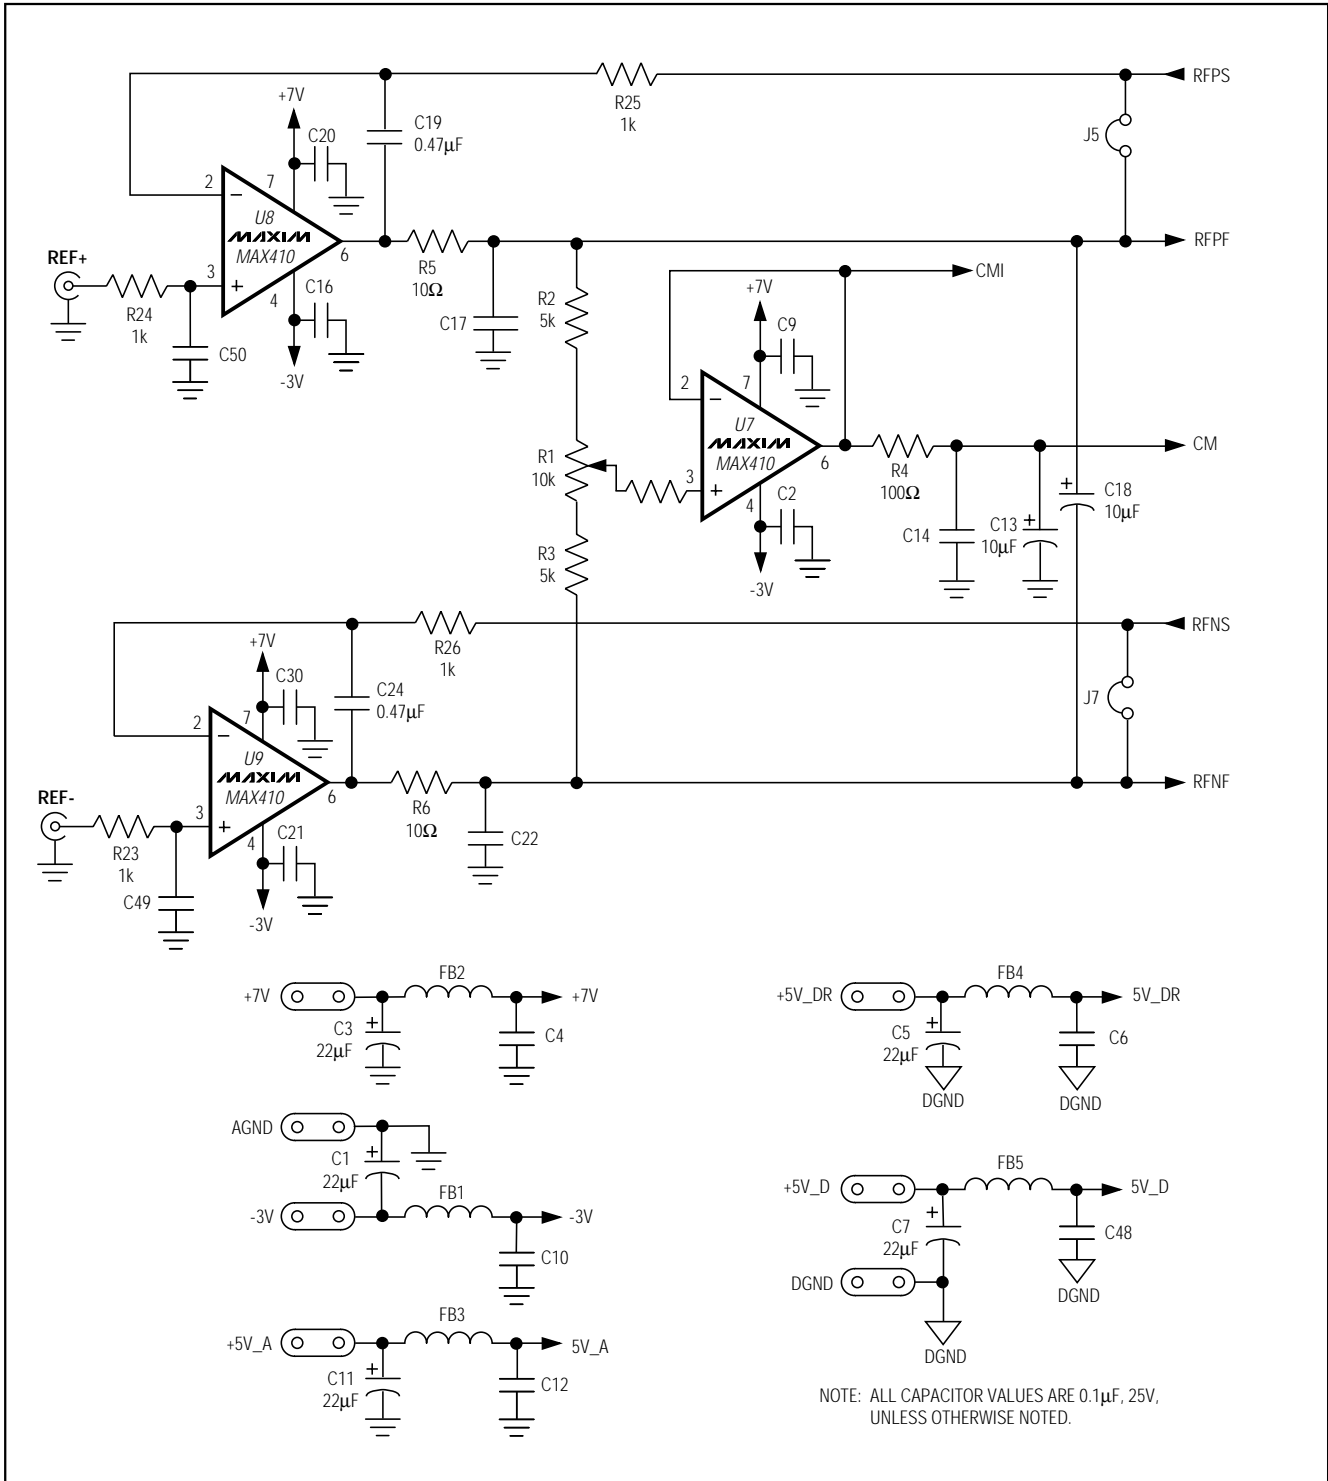 RFPS
R25
1k
+7V
C20
C19
0.47µF
J5
2
7
−
U8
MAXIM
MAX410
6
RFPF
REF+
R24
1k
3
+
4
C16
-3V
C50
R5
10Ω
C17
R2
5k
CMI
+7V
C9
2
7
−
U7
MAXIM
MAX410
6
R1
10k
3
+
4
C2
-3V
R4
100Ω
CM
+
C18
10µF
C14
C13
+
10µF
R3
5k
RFNS
R26
1k
+7V
C30
C24
0.47µF
J7
2
7
−
U9
MAXIM
MAX410
6
RFNF
REF-
R23
1k
3
+
4
C21
-3V
C49
R6
10Ω
C22
+7V
FB2
+7V
C3
+
22µF
C4
+5V_DR
FB4
5V_DR
C5
+
22µF
C6
DGND
DGND
AGND
C1
+
22µF
-3V
FB1
-3V
C10
+5V_D
FB5
5V_D
C7
+
22µF
C48
DGND
DGND
DGND
+5V_A
FB3
5V_A
C11
+
22µF
C12
NOTE: ALL CAPACITOR VALUES ARE 0.1µF, 25V,
UNLESS OTHERWISE NOTED.